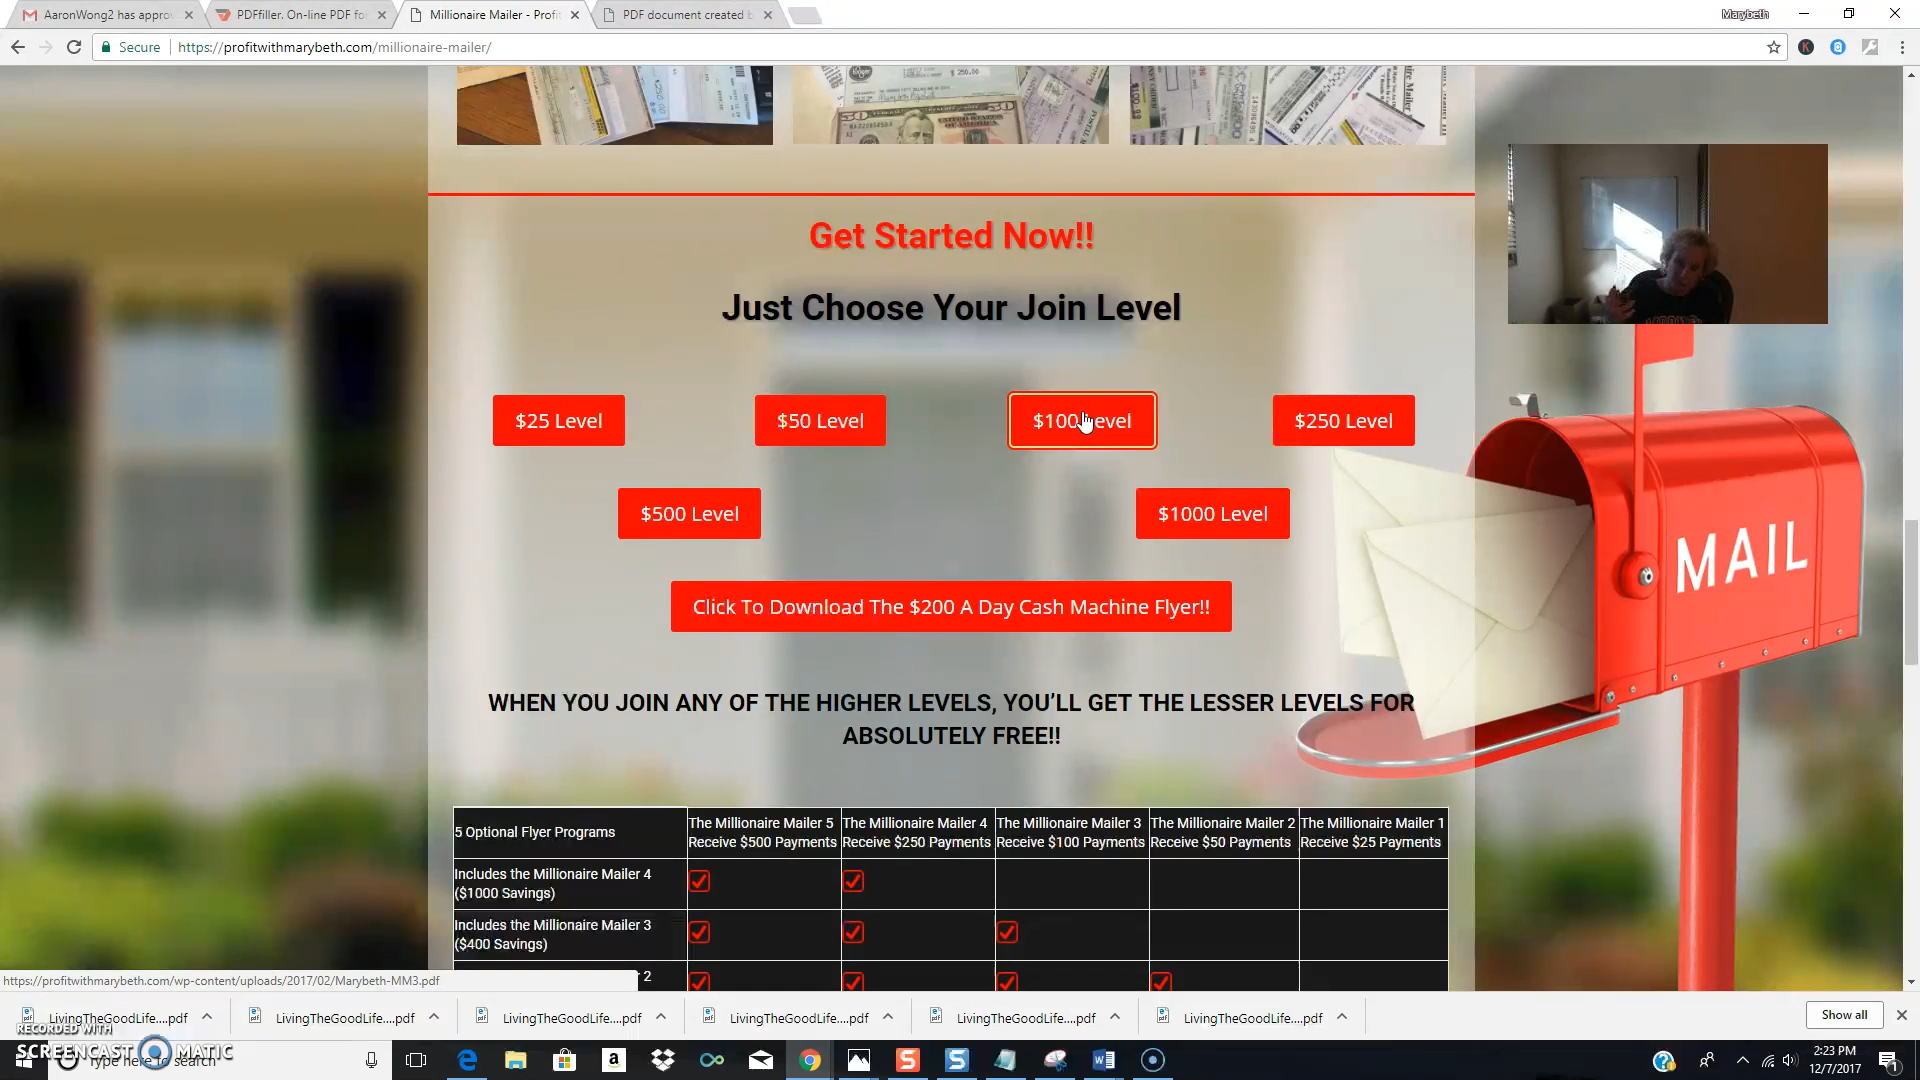 AaronWong2 has appro
PDFfiller. On-line PDF fo
Millionaire Mailer - Profi
PDF document created b
Marybeth
Secure
https://profitwithmarybeth.com/millionaire-mailer/
$ 250.00
50
MAIL
Get Started Now!!
Just Choose Your Join Level
$25 Level
$50 Level
$100 Level
$250 Level
$500 Level
$1000 Level
Click To Download The $200 A Day Cash Machine Flyer!!
WHEN YOU JOIN ANY OF THE HIGHER LEVELS, YOU'LL GET THE LESSER LEVELS FOR
ABSOLUTELY FREE!!
5 Optional Flyer Programs
The Millionaire Mailer 5
Receive $500 Payments
The Millionaire Mailer 4
Receive $250 Payments
The Millionaire Mailer 3
Receive $100 Payments
The Millionaire Mailer 2
Receive $50 Payments
The Millionaire Mailer 1
Receive $25 Payments
Includes the Millionaire Mailer 4
($1000 Savings)
Includes the Millionaire Mailer 3
($400 Savings)
2
https://profitwithmarybeth.com/wp-content/uploads/2017/02/Marybeth-MM3.pdf
LivingTheGoodLife....pdf
LivingTheGoodLife....pdf
LivingTheGoodLife....pdf
LivingTheGoodLife....pdf
LivingTheGoodLife....pdf
LivingTheGoodLife....pdf
Show all
RECORDED WITH
SCREENCAST MATIC
Type here to search
2:23 PM
12/7/2017